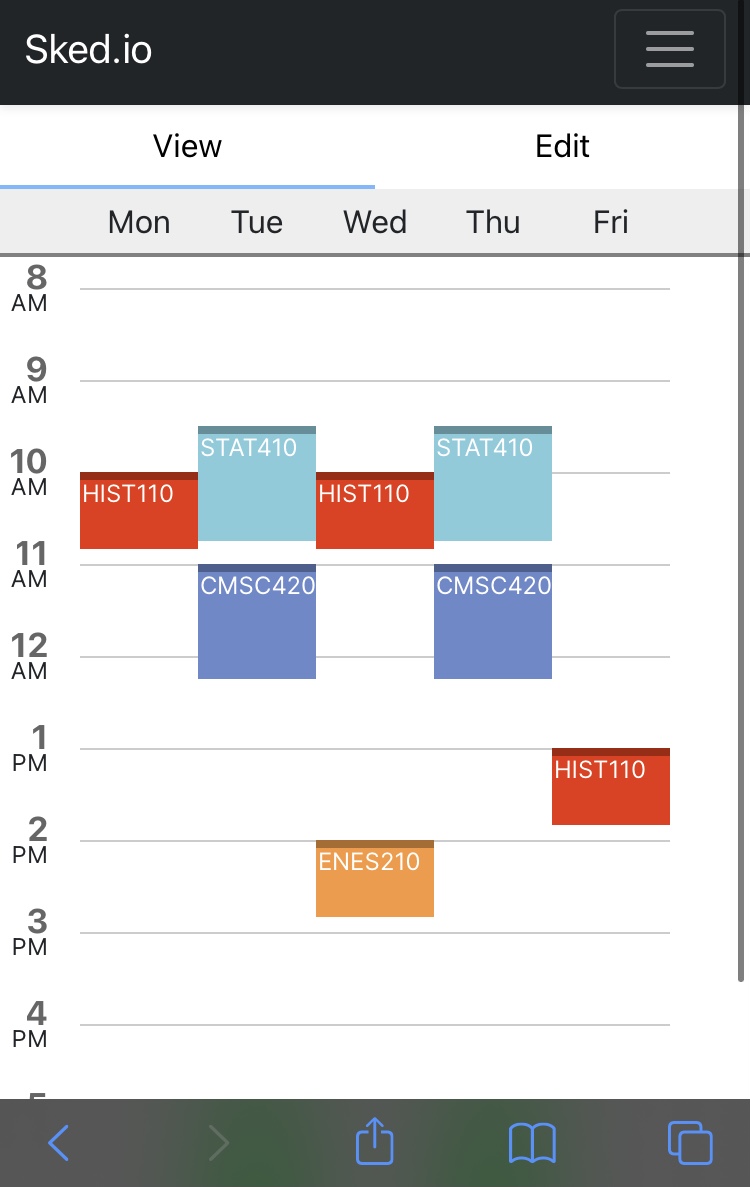 Sked.io
View Edit
Mon Tue Wed Thu Fri
8
AM
9
AM
STAT410 STAT410
10
AM
HIST110 HIST110
11
AM
CMSC420 CMSC420
12
AM
1
PM
HIST110
2
PM
ENES210
3
PM
4
PM